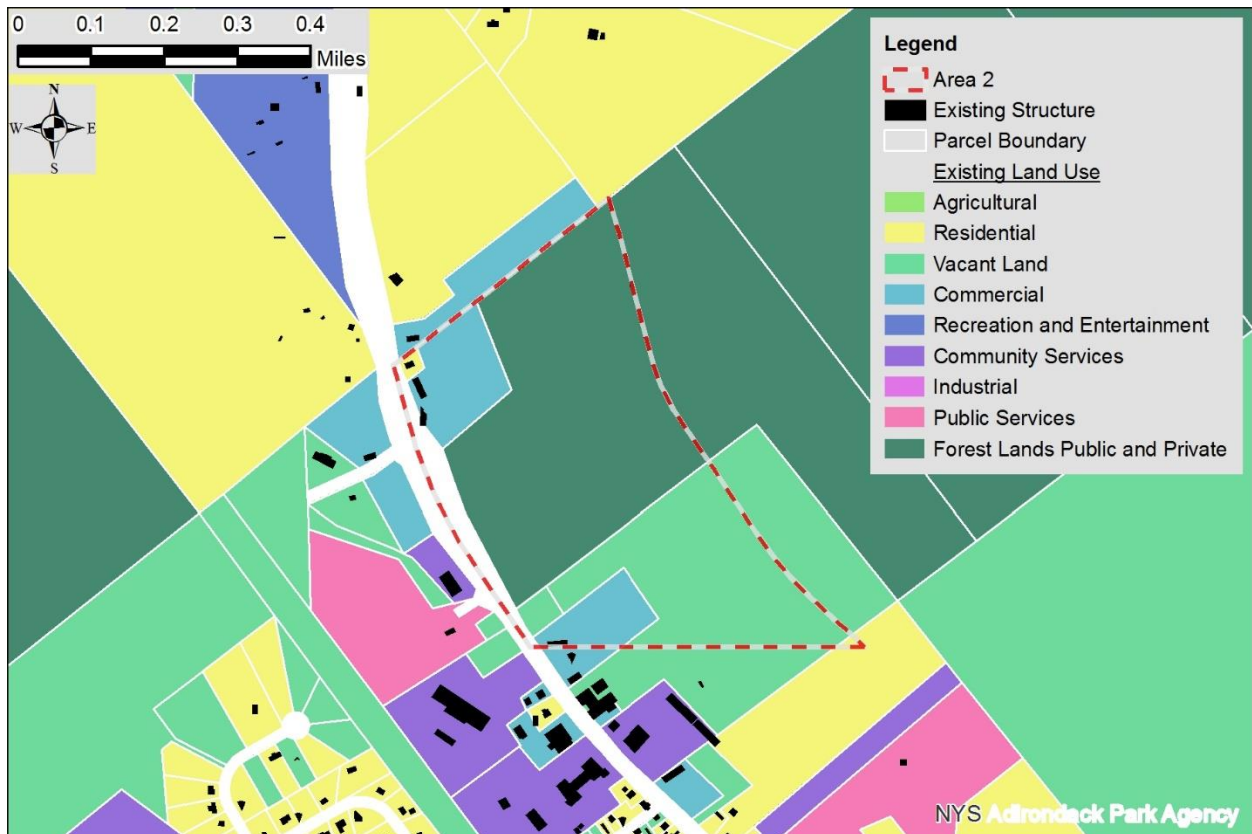 0 0.1 0.2 0.3 0.4
Miles
N
W E
S
Legend
Area 2
Existing Structure
Parcel Boundary
Existing Land Use
Agricultural
Residential
Vacant Land
Commercial
Recreation and Entertainment
Community Services
Industrial
Public Services
Forest Lands Public and Private
NYS Adirondack Park Agency